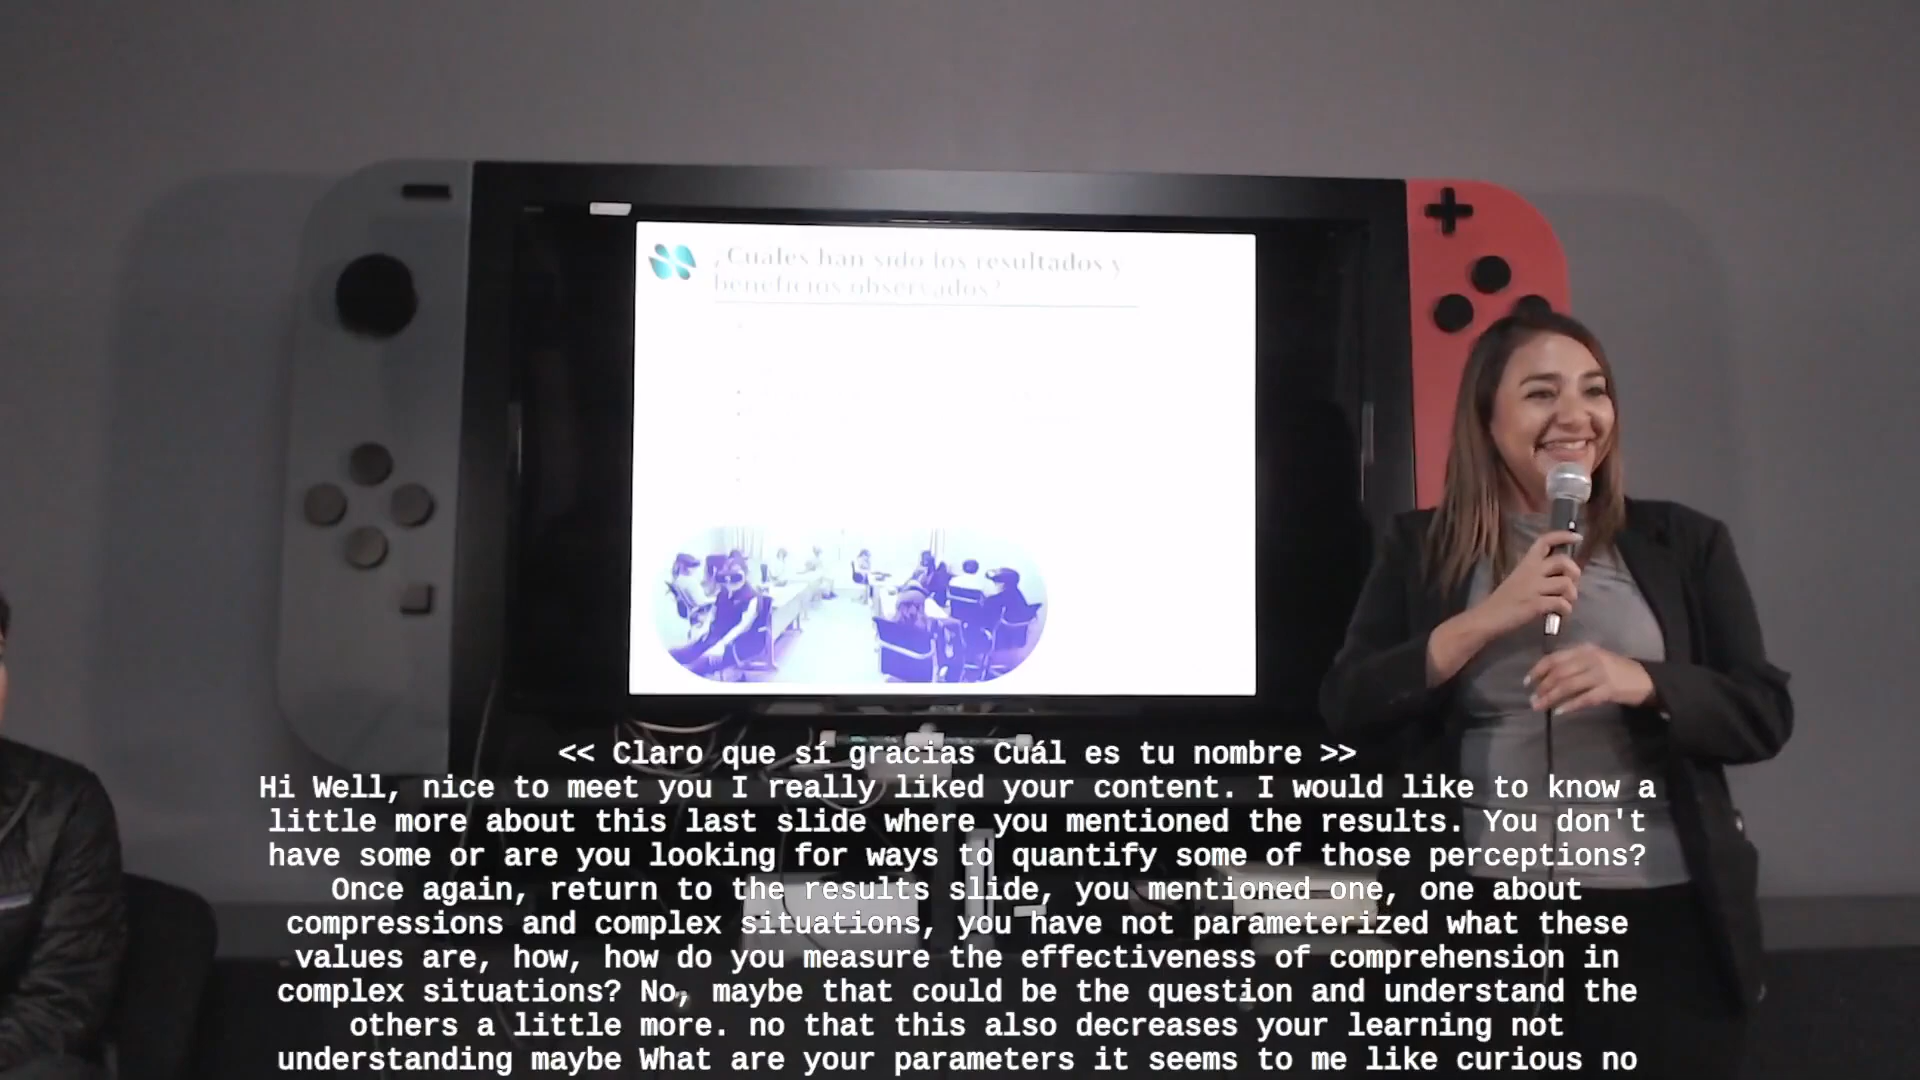 ¿Cuáles han sido los resultados y
beneficios observados?
<< Claro que sí gracias Cuál es tu nombre >>
Hi Well, nice to meet you I really liked your content. I would like to know a
little more about this last slide where you mentioned the results. You don't
have some or are you looking for ways to quantify some of those perceptions?
Once again, return to the results slide, you mentioned one, one about
compressions and complex situations, you have not parameterized what these
values are, how, how do you measure the effectiveness of comprehension in
complex situations? No, maybe that could be the question and understand the
others a little more. no that this also decreases your learning not
understanding maybe What are your parameters it seems to me like curious no